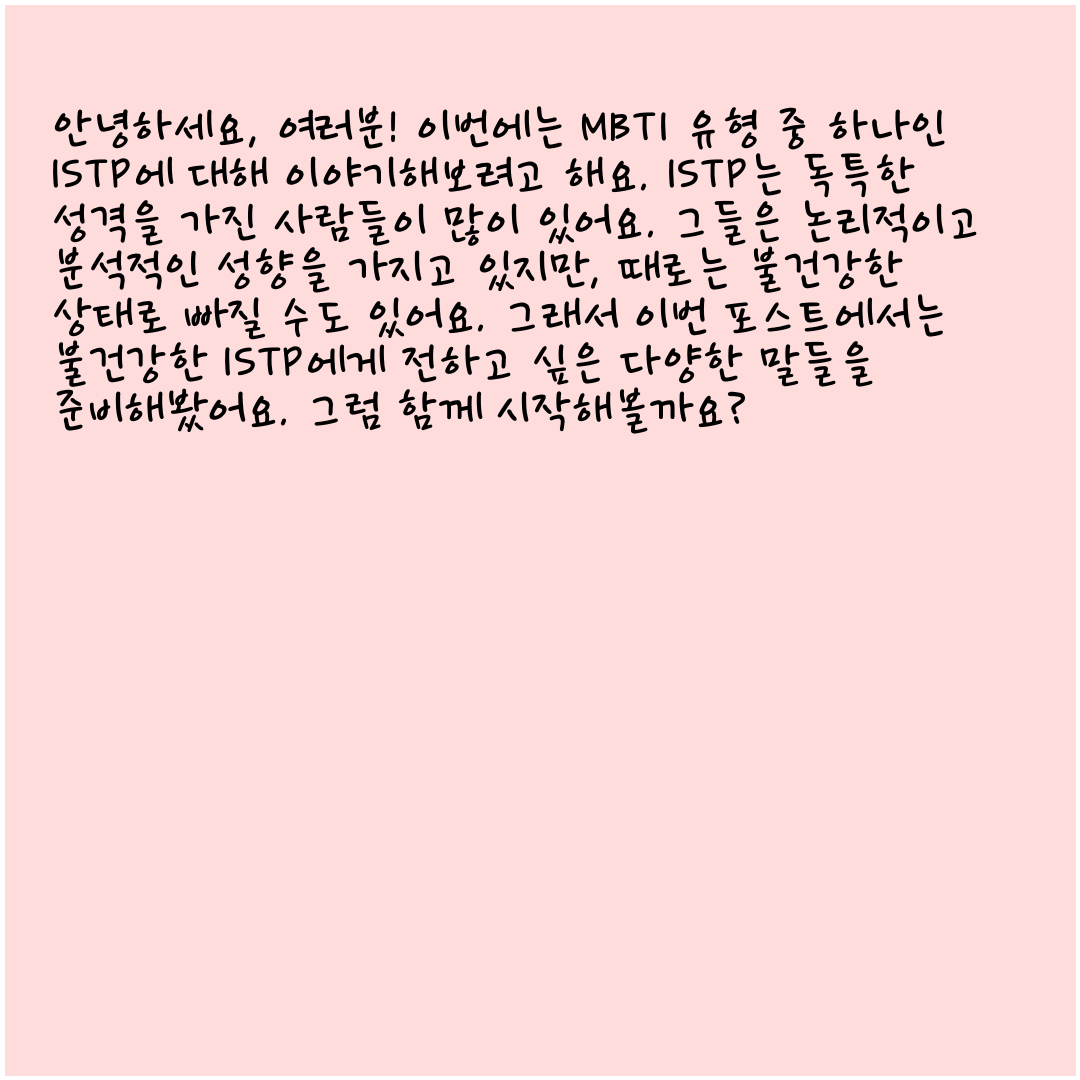 안녕하세요, 여러분! 이번에는 MBTI 유형 중 하나인
ISTP에 대해 이야기해보려고 해요. ISTP는 독특한
성격을 가진 사람들이 많이 있어요. 그들은 논리적이고
분석적인 성향을 가지고 있지만, 때로는 불건강한
상태로 빠질 수도 있어요. 그래서 이번 포스트에서는
불건강한 ISTP에게 전하고 싶은 다양한 말들을
준비해봤어요. 그럼 함께 시작해볼까요?